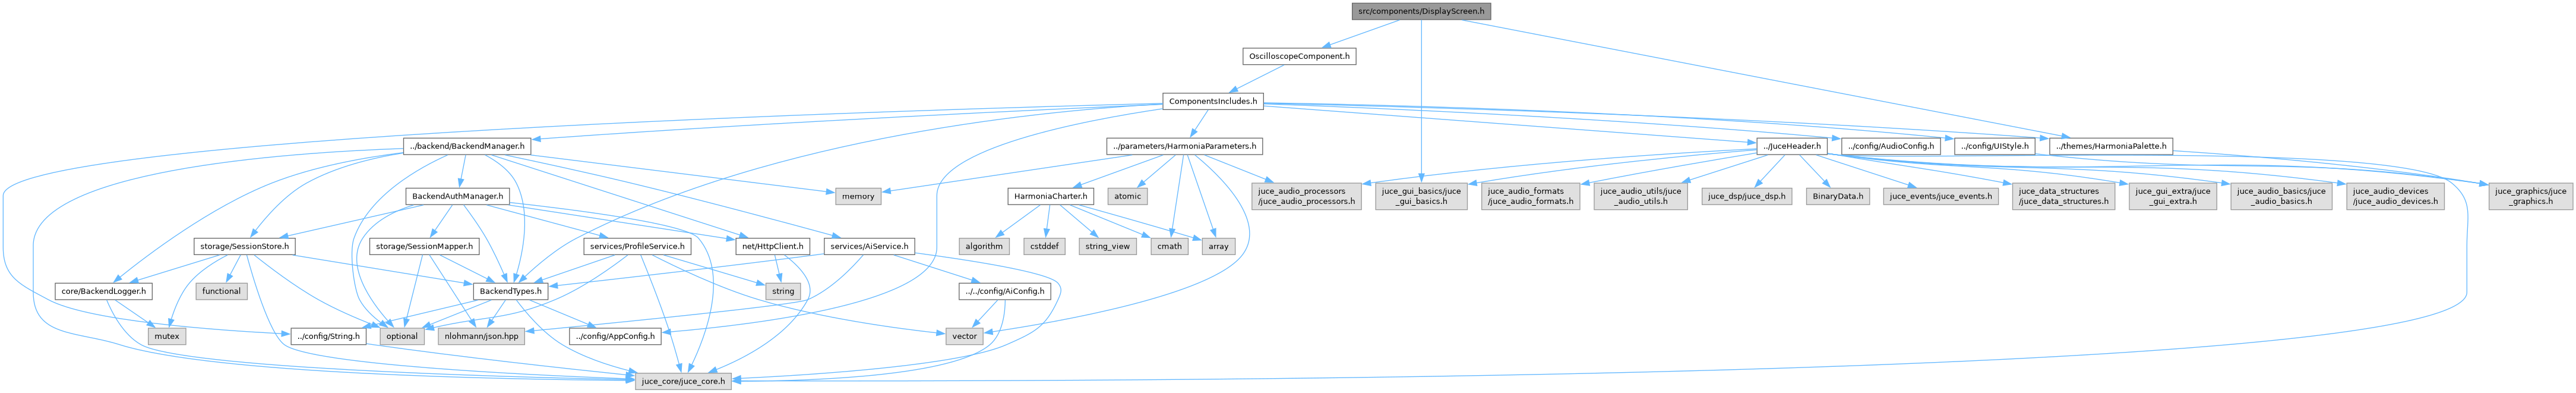 src/components/DisplayScreen.h
OscilloscopeComponent.h
ComponentsIncludes.h
../backend/BackendManager.h
../parameters/HarmoniaParameters.h
../JuceHeader.h
../config/AudioConfig.h
../config/UIStyle.h
../themes/HarmoniaPalette.h
BackendAuthManager.h
memory
HarmoniaCharter.h
atomic
juce_audio_processors
/juce_audio_processors.h
juce_gui_basics/juce
_gui_basics.h
juce_audio_formats
/juce_audio_formats.h
juce_audio_utils/juce
_audio_utils.h
juce_dsp/juce_dsp.h
BinaryData.h
juce_events/juce_events.h
juce_data_structures
/juce_data_structures.h
juce_gui_extra/juce
_gui_extra.h
juce_audio_basics/juce
_audio_basics.h
juce_audio_devices
/juce_audio_devices.h
juce_graphics/juce
_graphics.h
storage/SessionStore.h
storage/SessionMapper.h
services/ProfileService.h
net/HttpClient.h
services/AiService.h
algorithm
cstddef
string_view
cmath
array
core/BackendLogger.h
functional
BackendTypes.h
string
../../config/AiConfig.h
mutex
../config/String.h
optional
nlohmann/json.hpp
../config/AppConfig.h
vector
juce_core/juce_core.h